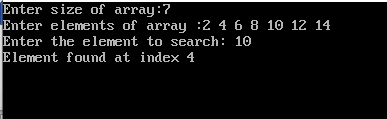 Enter size of array:7
Enter elements of array :2 4 6 8 10 12 14
Enter the element to search: 10
Element found at index 4